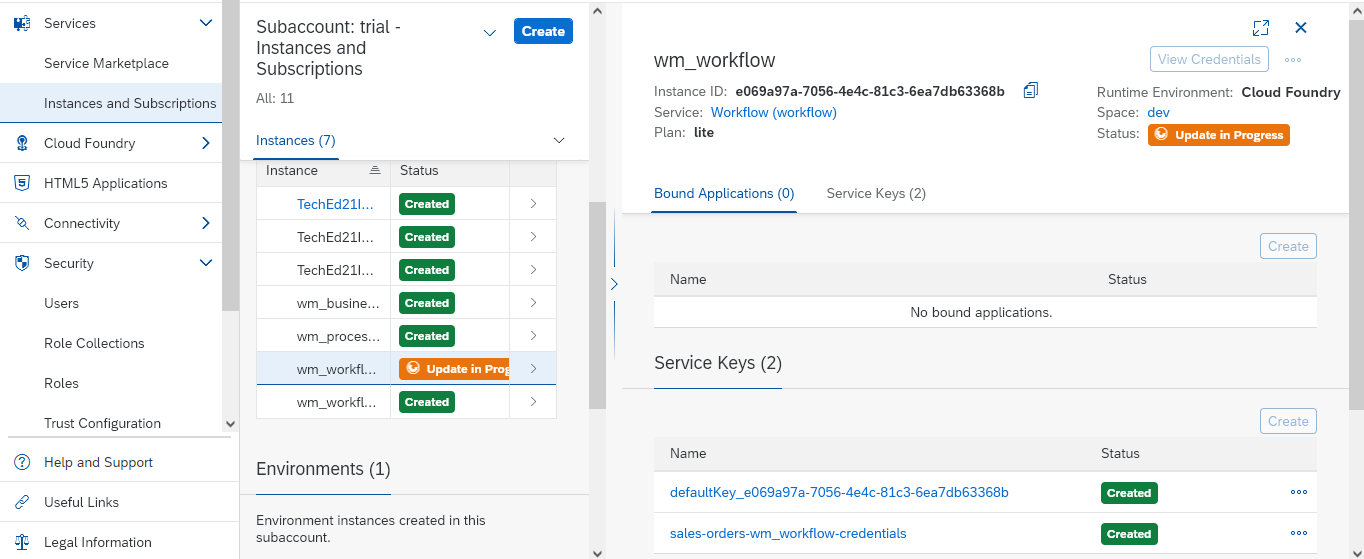 Services
Service Marketplace
Instances and Subscriptions
Cloud Foundry
HTML5 Applications
Connectivity
Security
Users
Role Collections
Roles
Trust Configuration
Help and Support
Useful Links
Legal Information
Subaccount: trial -
Instances and
Subscriptions
Create
All: 11
Instances (7)
Instance Status
TechEd21I... Created
TechEd21I... Created
TechEd21I... Created
wm_busine... Created
wm_proces... Created
wm_workfl... Update in Prog
wm_workfl... Created
Environments (1)
Environment instances created in this
subaccount.
wm_workflow
View Credentials
Instance ID: e069a97a-7056-4e4c-81c3-6ea7db63368b
Service: Workflow (workflow)
Plan: lite
Runtime Environment: Cloud Foundry
Space: dev
Status: Update in Progress
Bound Applications (0) Service Keys (2)
Create
Name Status
No bound applications.
Service Keys (2)
Create
Name Status
defaultKey_e069a97a-7056-4e4c-81c3-6ea7db63368b Created
sales-orders-wm_workflow-credentials Created